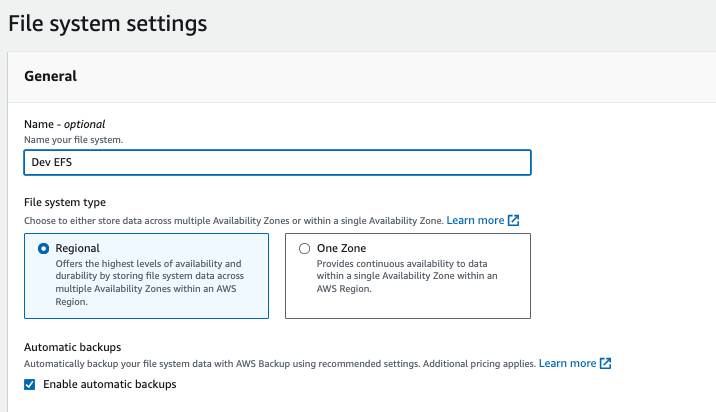 File system settings
General
Name - optional
Name your file system.
Dev EFS
File system type
Choose to either store data across multiple Availability Zones or within a single Availability Zone. Learn more
Regional
Offers the highest levels of availability and
durability by storing file system data across
multiple Availability Zones within an AWS
Region.
One Zone
Provides continuous availability to data
within a single Availability Zone within an
AWS Region.
Automatic backups
Automatically backup your file system data with AWS Backup using recommended settings. Additional pricing applies. Learn more
Enable automatic backups